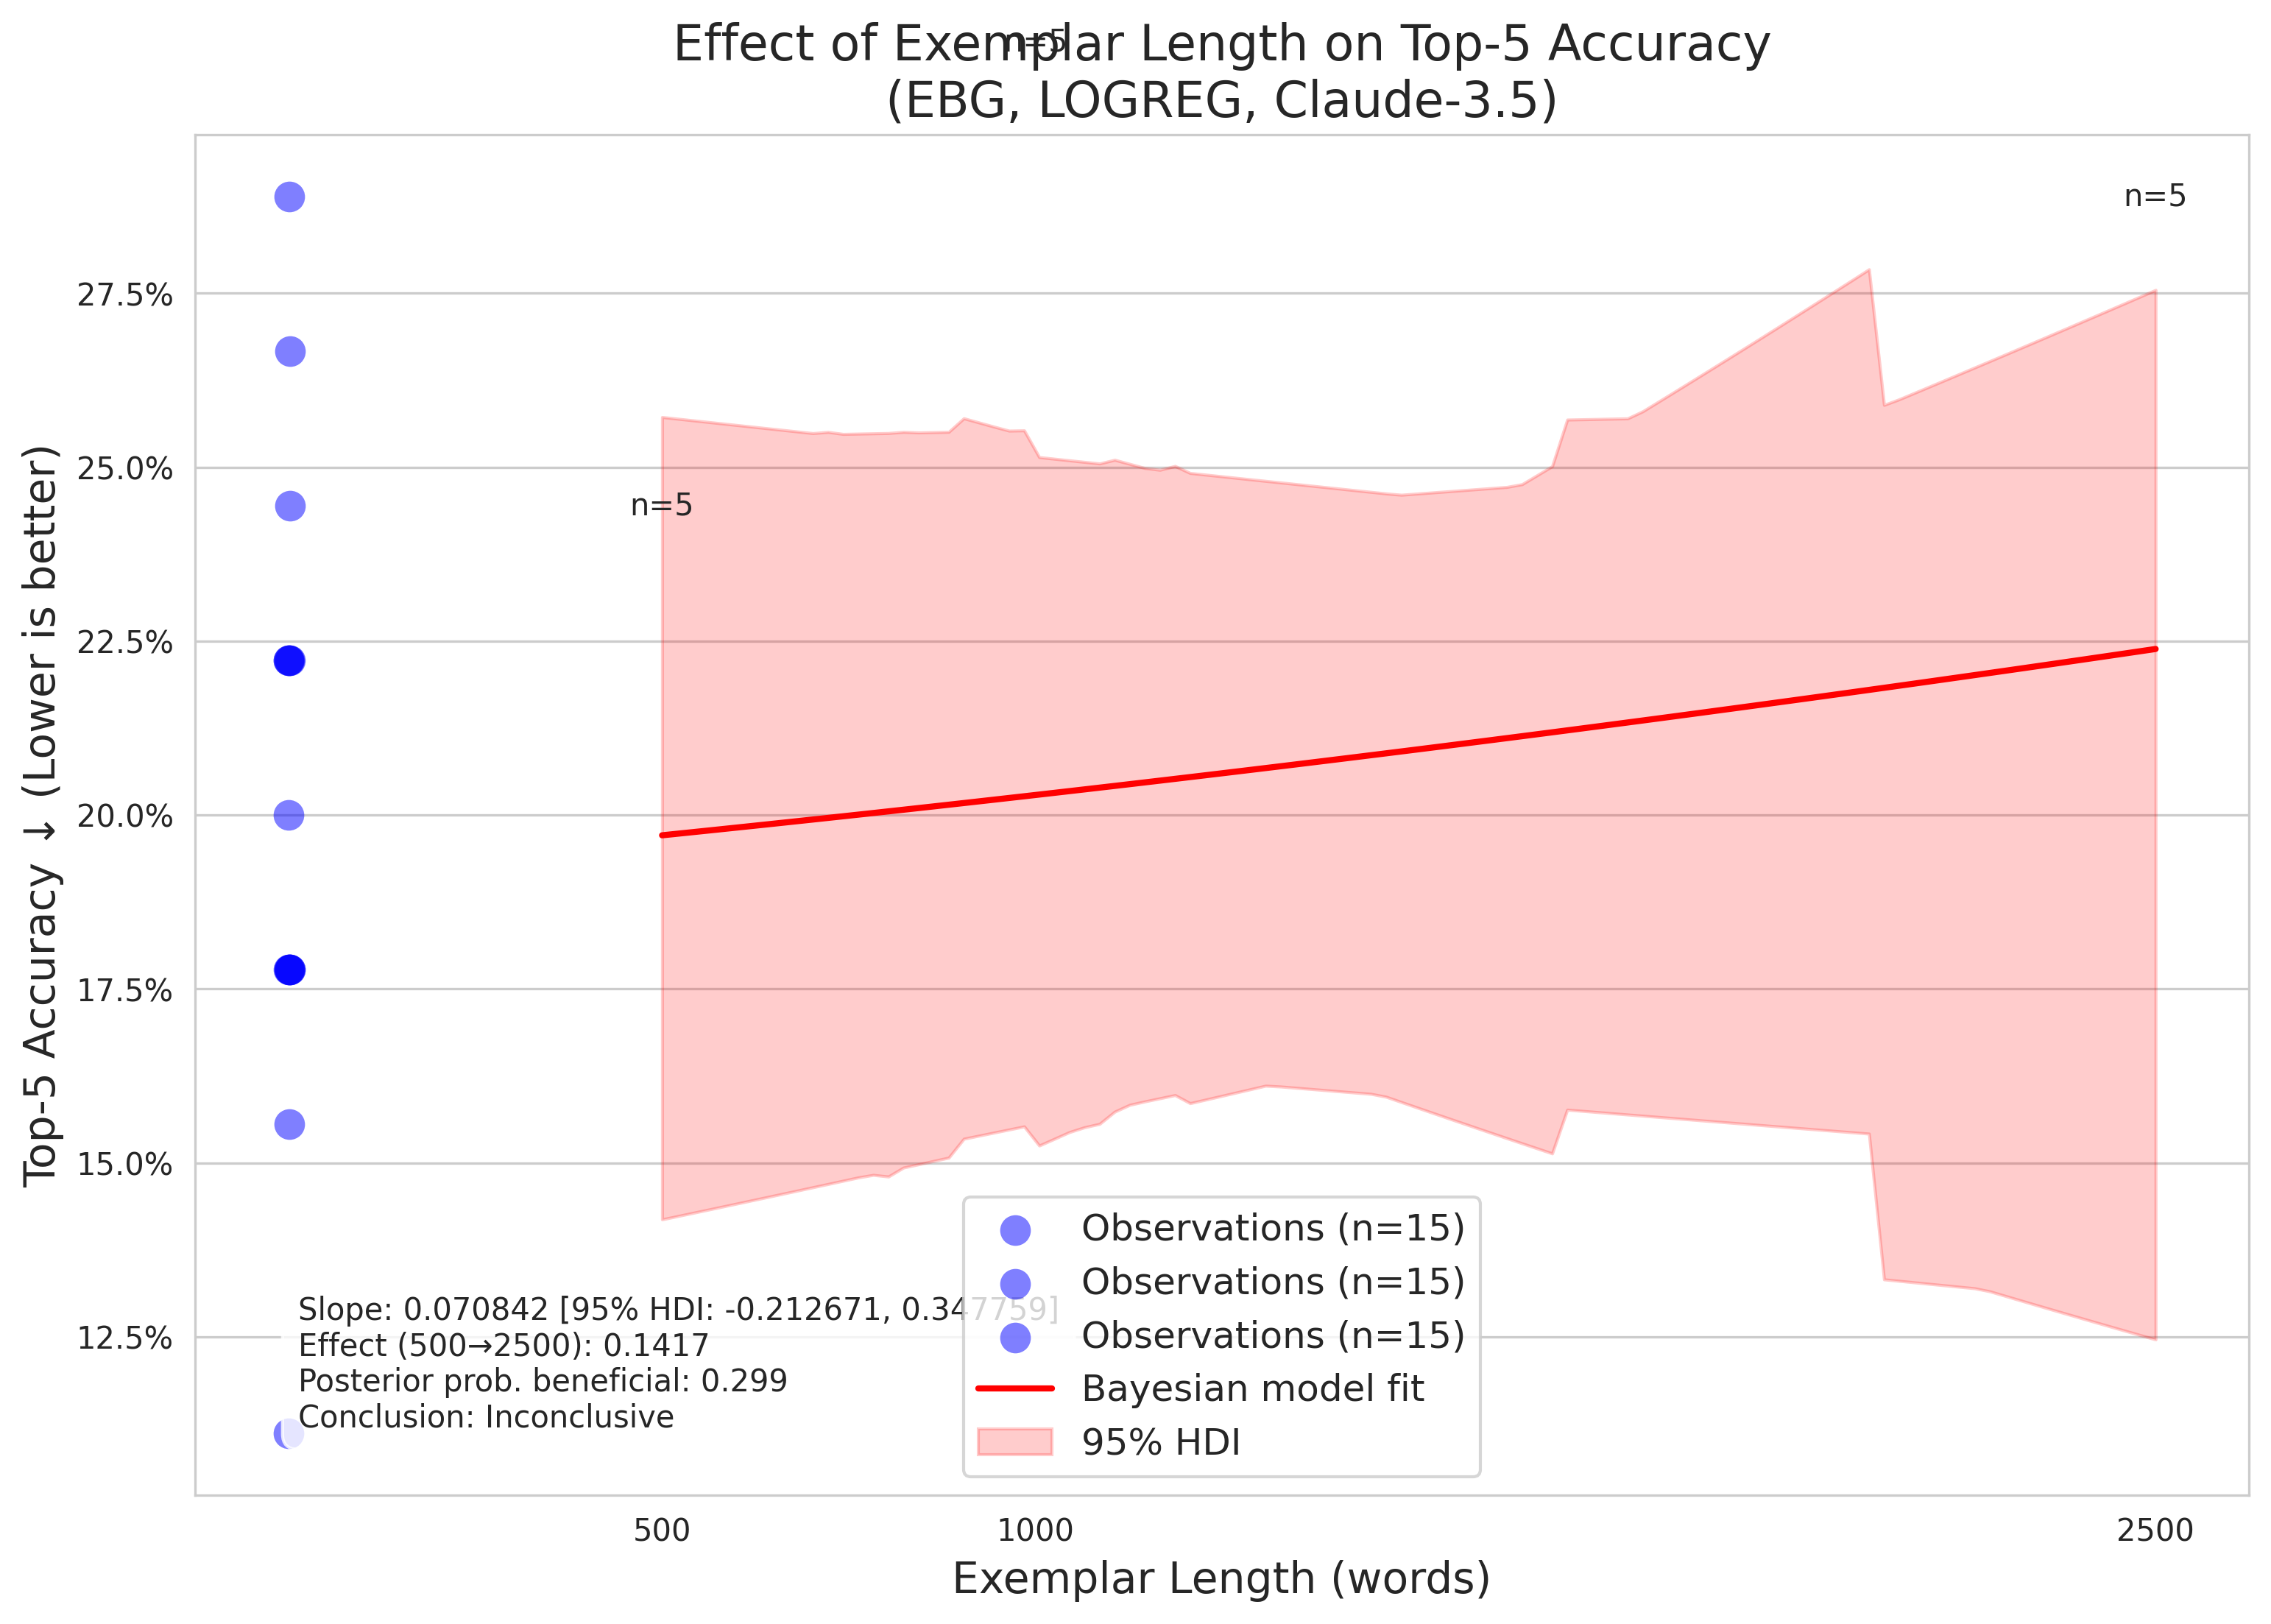 Effect of Exemplar Length on Top-5 Accuracy
n=5
(EBG, LOGREG, Claude-3.5)
n=5
27.5%
25.0%
n=5
22.5%
20.0%
17.5%
15.0%
12.5%
Top-5 Accuracy ↓ (Lower is better)
Slope: 0.070842 [95% HDI: -0.212671, 0.347759]
Effect (500→2500): 0.1417
Posterior prob. beneficial: 0.299
Conclusion: Inconclusive
Observations (n=15)
Observations (n=15)
Observations (n=15)
Bayesian model fit
95% HDI
500
1000
2500
Exemplar Length (words)